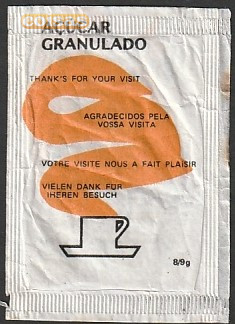 AÇÚCAR
GRANULADO
THANK'S FOR YOUR VISIT
AGRADECIDOS PELA
VOSSA VISITA
VOTRE VISITE NOUS A FAIT PLAISIR
VIELEN DANK FÜR
IHEREN BESUCH
8/9g